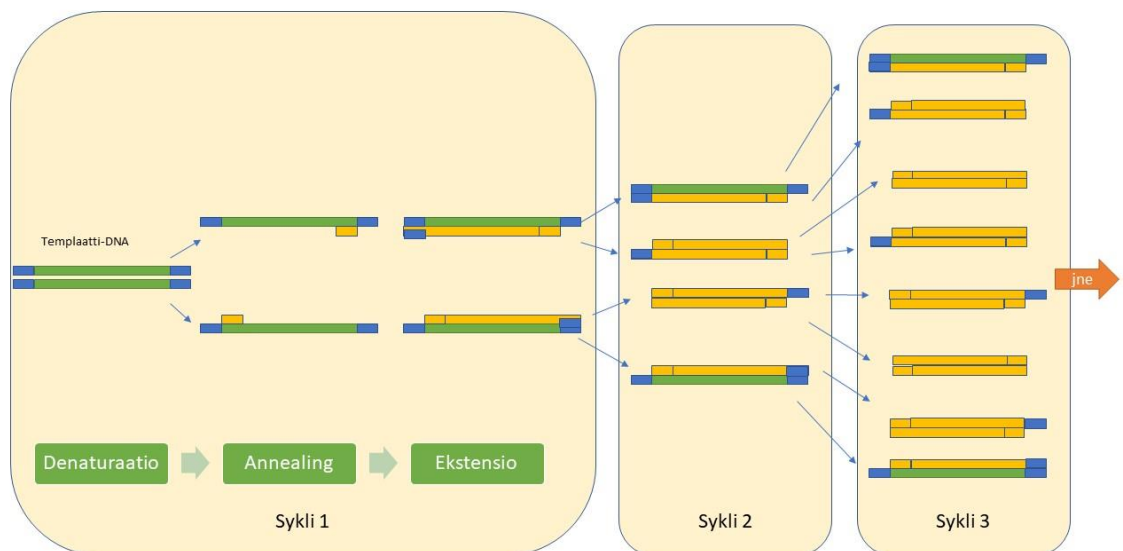 Templaatti-DNA
Denaturaatio
Annealing
Ekstensio
Sykli 1
Sykli 2
Sykli 3
jne